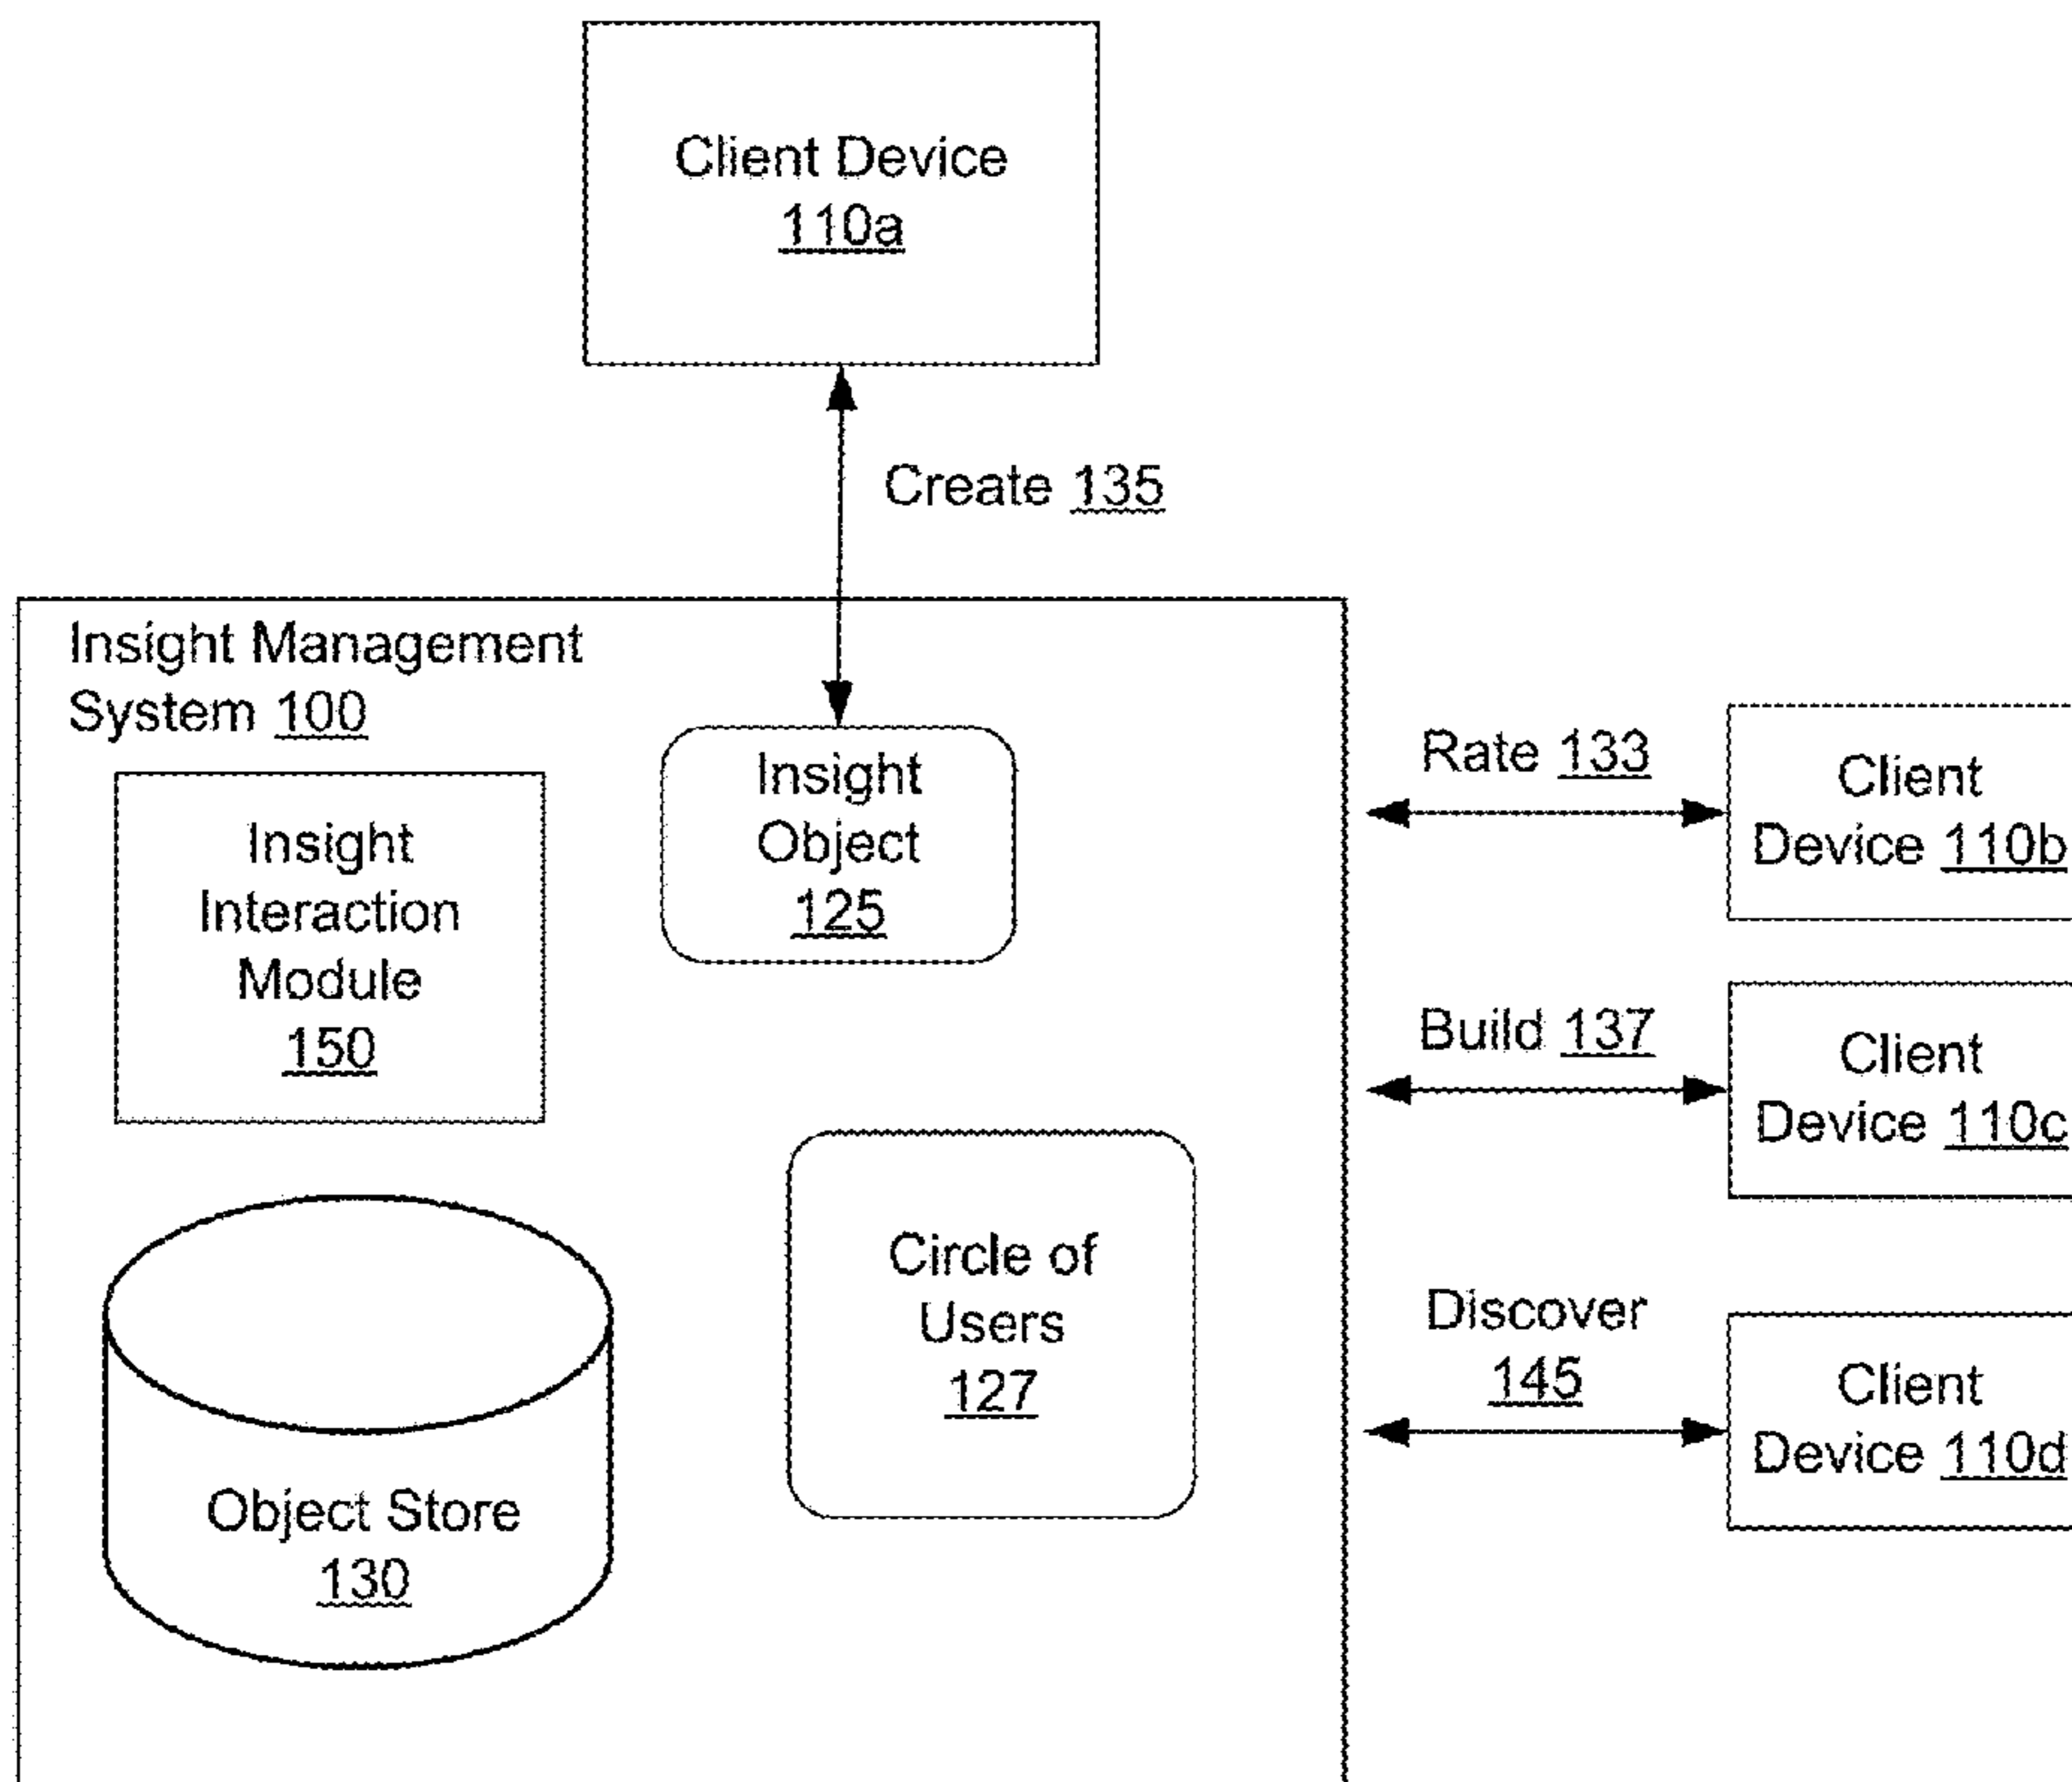 Client Device
110a
Create 135
Insight Management
System 100
Insight
Object
125
Insight
Interaction
Module
150
Circle of
Users
127
Object Store
130
Rate 133
Client
Device 110b
Build 137
Client
Device 110c
Discover
145
Client
Device 110d